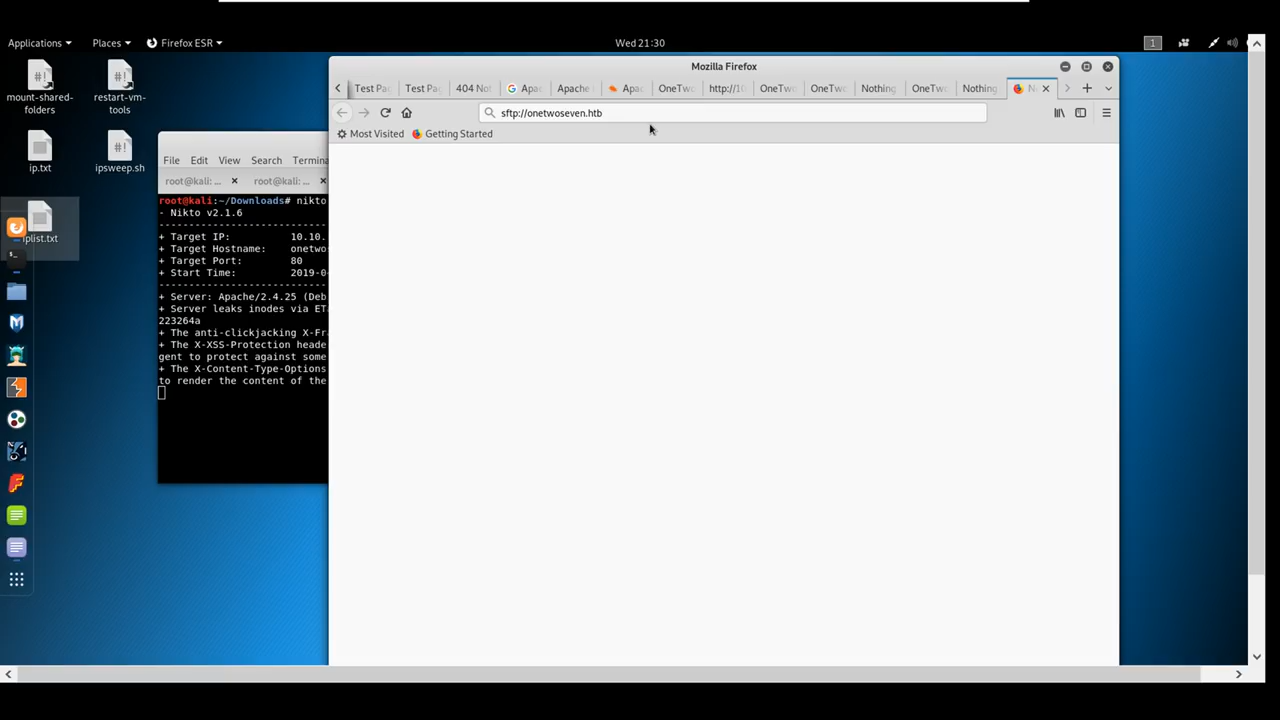 Applications
Places
Firefox ESR
Wed 21:30
1
mount-shared-
folders
restart-vm-
tools
ip.txt
ipsweep.sh
iplist.txt
Mozilla Firefox
Test Pa
Test Pa
404 Not
Apa
Apache
Apac
OneTwo
http://10
OneTw
OneTw
Nothing
OneTw
Nothing
sftp://onetwoseven.htb
Most Visited
Getting Started
File Edit View Search Termina
root@kali: ...
root@kali: ...
root@kali:~/Downloads# nikto
- Nikto v2.1.6
+ Target IP: 10.10.
+ Target Hostname: onetwo
+ Target Port: 80
+ Start Time: 2019-0
+ Server: Apache/2.4.25 (Deb
+ Server leaks inodes via ET
223264a
+ The anti-clickjacking X-Fr
+ The X-XSS-Protection heade
gent to protect against some
+ The X-Content-Type-Options
to render the content of the